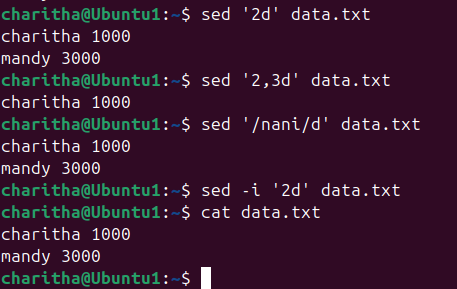 charitha@Ubuntu1:~$ sed '2d' data.txt
charitha 1000
mandy 3000
charitha@Ubuntu1:~$ sed '2,3d' data.txt
charitha 1000
charitha@Ubuntu1:~$ sed '/nani/d' data.txt
charitha 1000
mandy 3000
charitha@Ubuntu1:~$ sed -i '2d' data.txt
charitha@Ubuntu1:~$ cat data.txt
charitha 1000
mandy 3000
charitha@Ubuntu1:~$